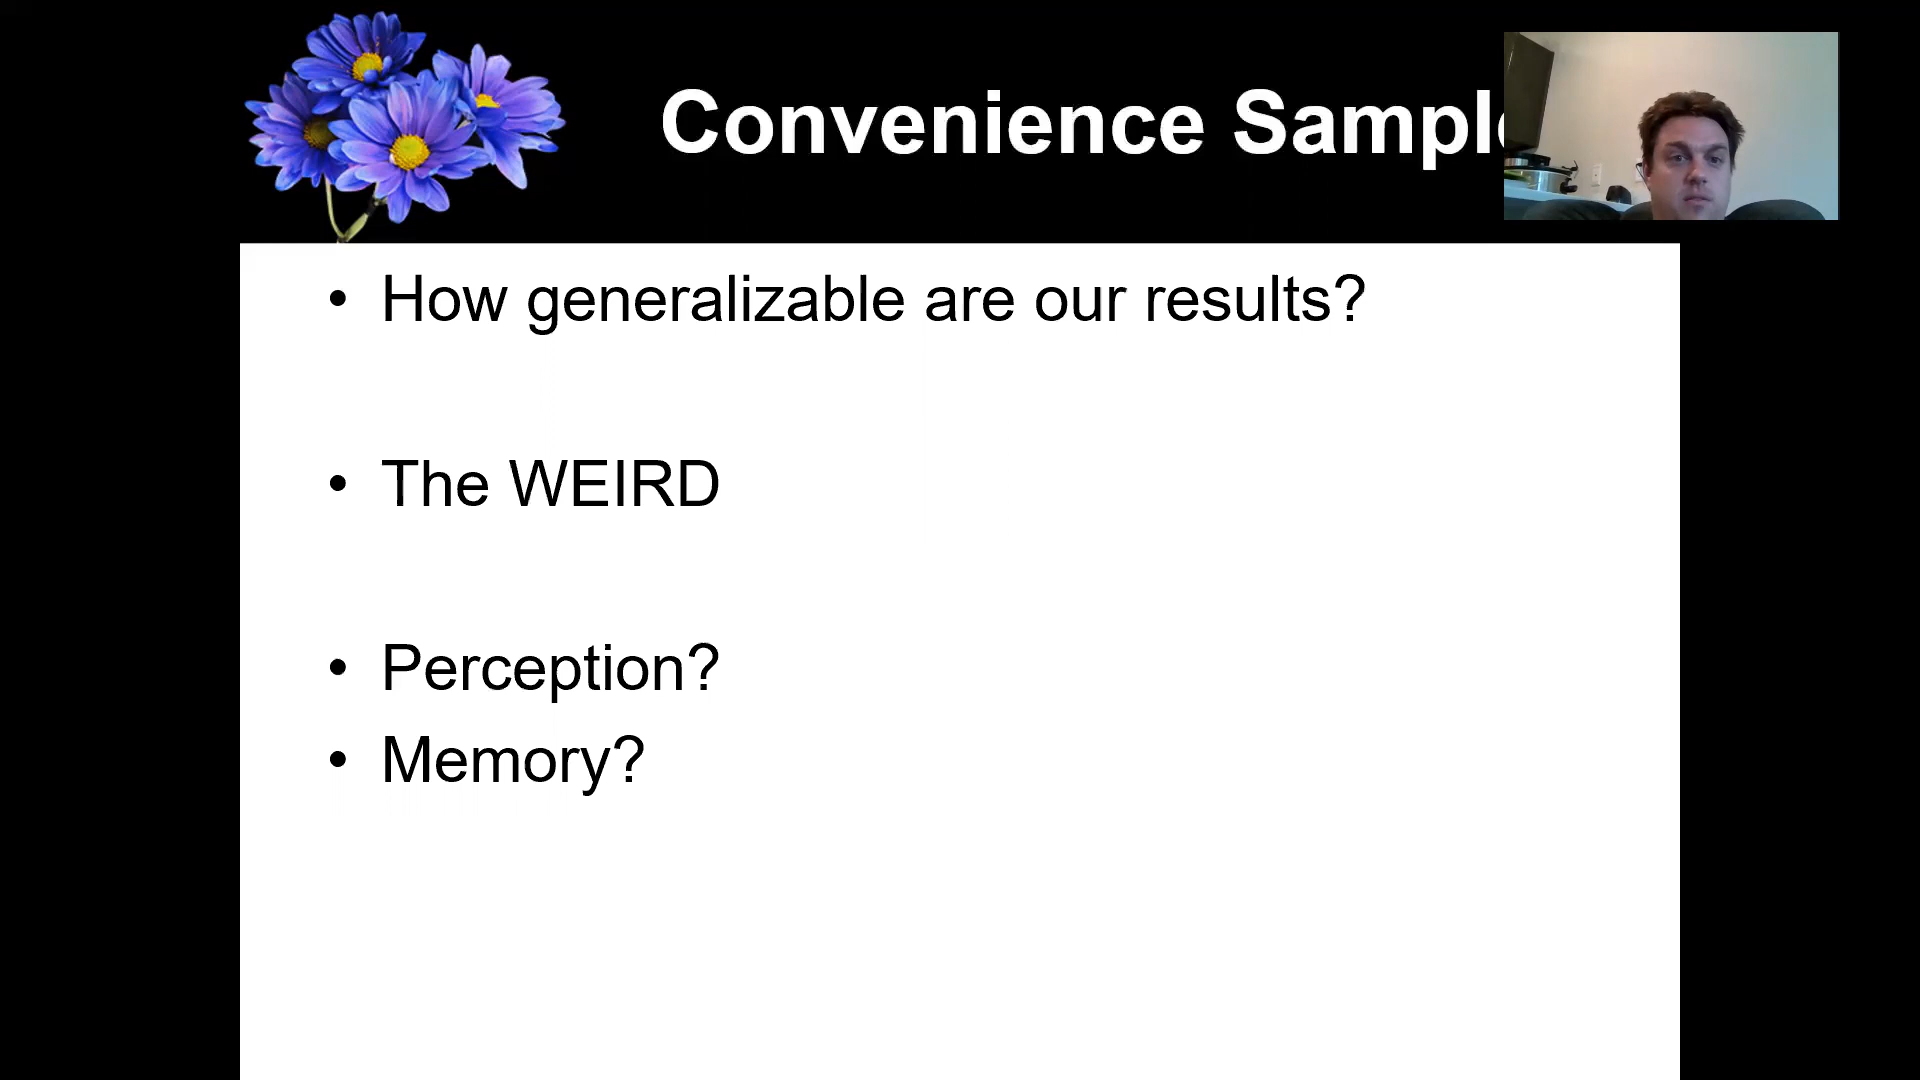 Convenience Sample
• How generalizable are our results?
• The WEIRD
• Perception?
• Memory?